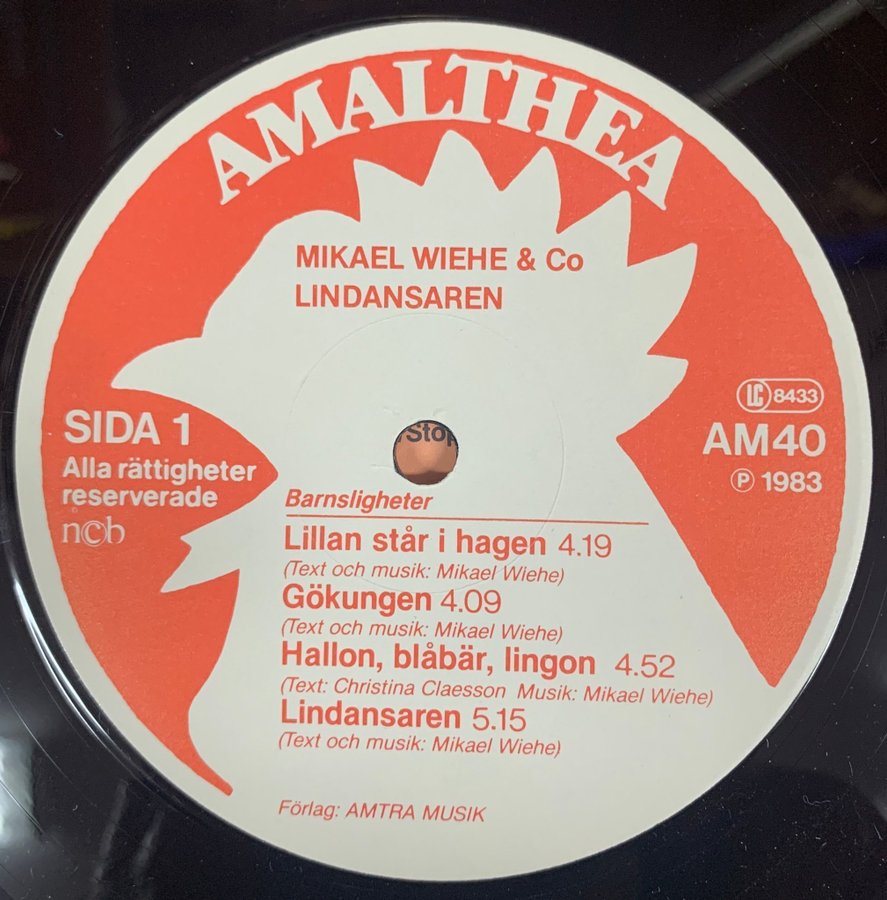 AMALTHEA
MIKAEL WIEHE & Co
LINDANSAREN
LC 8433
SIDA 1
AM40
Alla rättigheter
reserverade
Ⓟ 1983
n©b
Stop
Barnsligheter
Lillan står i hagen 4.19
(Text och musik: Mikael Wiehe)
Gökungen 4.09
(Text och musik: Mikael Wiehe)
Hallon, blåbär, lingon 4.52
(Text: Christina Claesson Musik: Mikael Wiehe)
Lindansaren 5.15
(Text och musik: Mikael Wiehe)
Förlag: AMTRA MUSIK